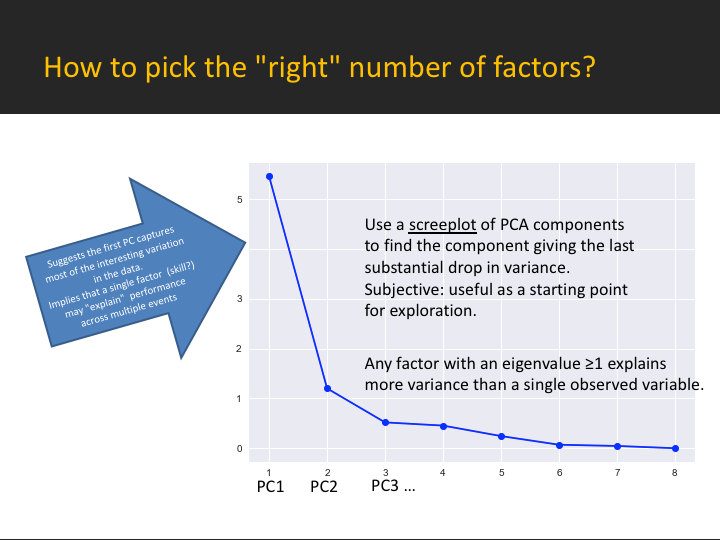 How to pick the "right" number of factors?
Suggests the first PC captures
most of the interesting variation
in the data.
Implies that a single factor (skill?)
may "explain" performance
across multiple events
Use a screeplot of PCA components
to find the component giving the last
substantial drop in variance.
Subjective: useful as a starting point
for exploration.
Any factor with an eigenvalue ≥1 explains
more variance than a single observed variable.
5
3
2
1
0
1 2 3 4 5 6 7 8
PC1 PC2 PC3 ...